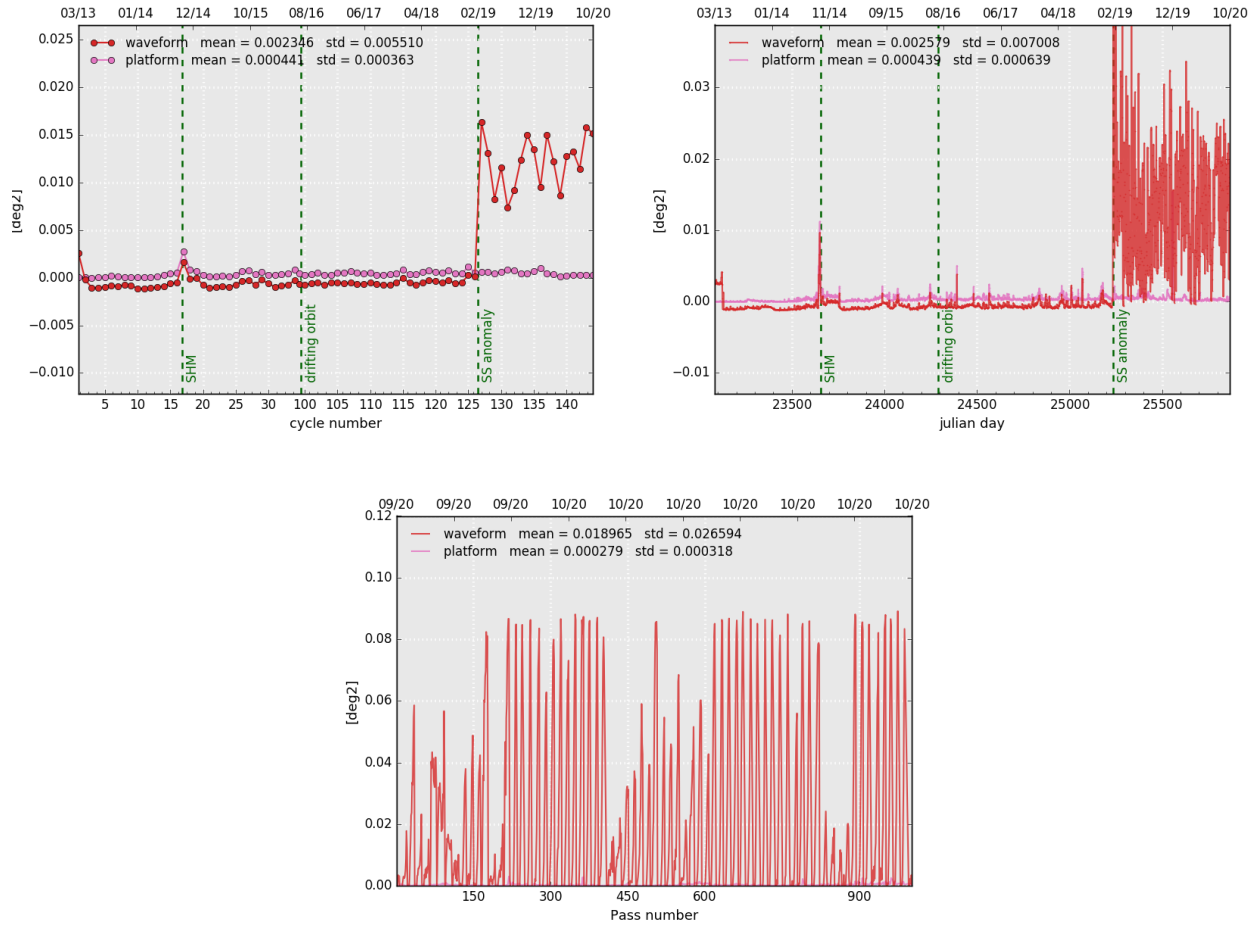 03/13 01/14 12/14 10/15 08/16 06/17 04/18 02/19 12/19 10/20
0.025
waveform mean = 0.002346 std = 0.005510
platform mean = 0.000441 std = 0.000363
0.020
0.015
0.010
0.005
0.000
−0.005
−0.010
[deg2]
SHM
drifting orbit
SS anomaly
5 10 15 20 25 30 100 105 110 115 120 125 130 135 140
cycle number
03/13 01/14 11/14 09/15 08/16 06/17 04/18 02/19 12/19 10/20
waveform mean = 0.002579 std = 0.007008
platform mean = 0.000439 std = 0.000639
0.03
0.02
0.01
0.00
−0.01
[deg2]
SHM
drifting orbit
SS anomaly
23500 24000 24500 25000 25500
julian day
09/20 09/20 09/20 10/20 10/20 10/20 10/20 10/20 10/20 10/20
0.12
waveform mean = 0.018965 std = 0.026594
platform mean = 0.000279 std = 0.000318
0.10
0.08
0.06
0.04
0.02
0.00
[deg2]
150 300 450 600 900
Pass number